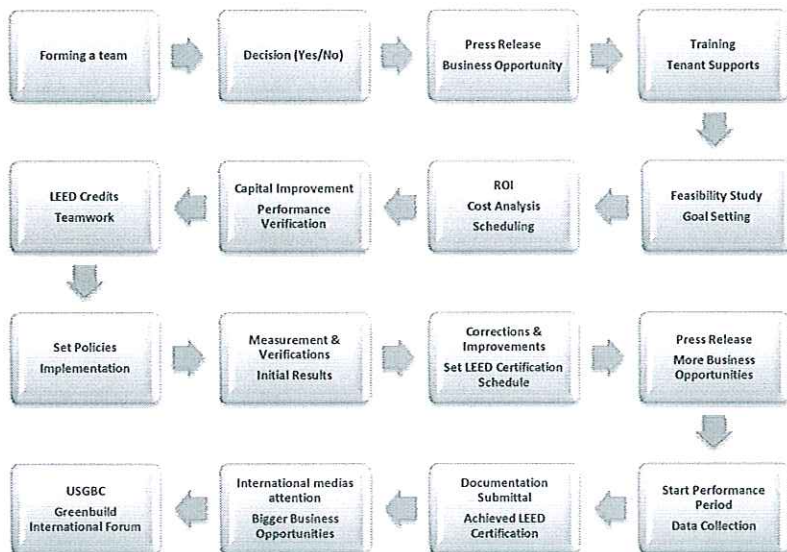 Forming a team
Decision (Yes/No)
Press Release
Business Opportunity
Training
Tenant Supports
Feasibility Study
Goal Setting
ROI
Cost Analysis
Scheduling
Capital Improvement
Performance
Verification
LEED Credits
Teamwork
Set Policies
Implementation
Measurement &
Verifications
Initial Results
Corrections &
Improvements
Set LEED Certification
Schedule
Press Release
More Business
Opportunities
Start Performance
Period
Data Collection
Documentation
Submittal
Achieved LEED
Certification
International medias
attention
Bigger Business
Opportunities
USGBC
Greenbuild
International Forum